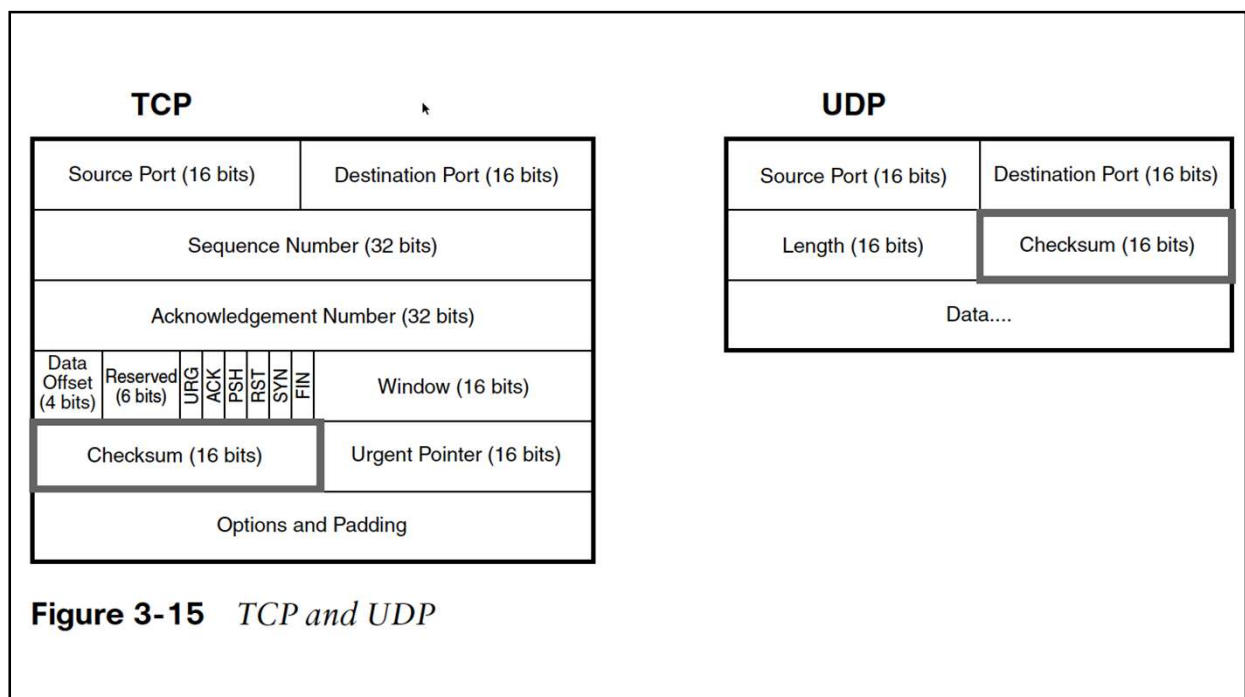 TCP
Source Port (16 bits)
Destination Port (16 bits)
Sequence Number (32 bits)
Acknowledgement Number (32 bits)
Data
Offset
(4 bits)
Reserved
(6 bits)
URG
ACK
PSH
RST
SYN
FIN
Window (16 bits)
Checksum (16 bits)
Urgent Pointer (16 bits)
Options and Padding
UDP
Source Port (16 bits)
Destination Port (16 bits)
Length (16 bits)
Checksum (16 bits)
Data....
Figure 3-15 TCP and UDP